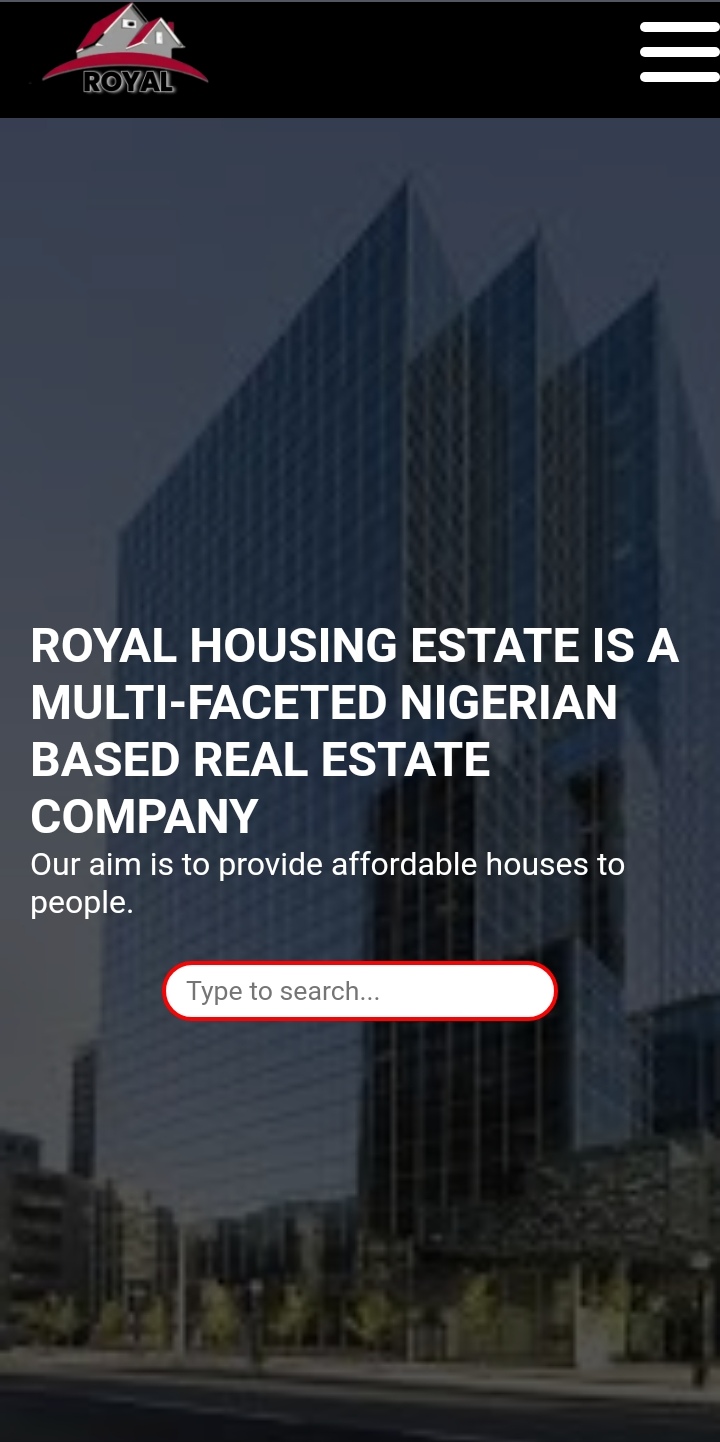 ROYAL
ROYAL HOUSING ESTATE IS A
MULTI-FACETED NIGERIAN
BASED REAL ESTATE
COMPANY
Our aim is to provide affordable houses to
people.
Type to search...